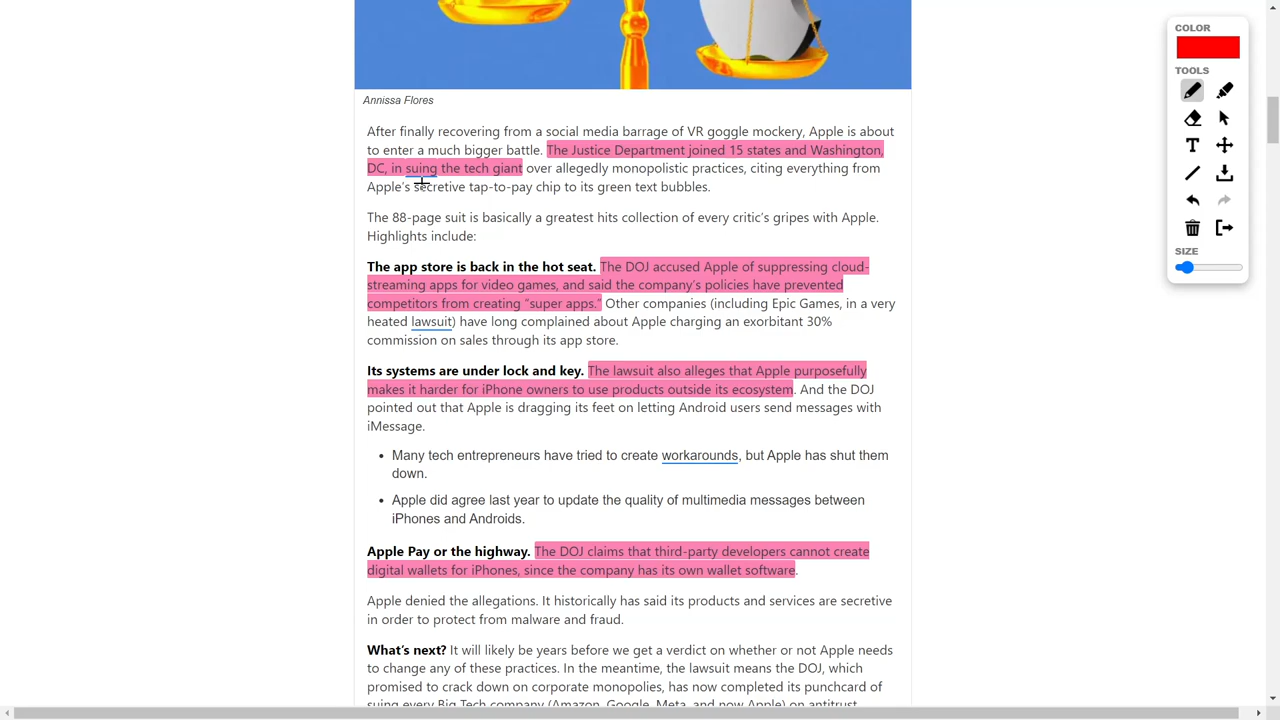 Annissa Flores
After finally recovering from a social media barrage of VR goggle mockery, Apple is about
to enter a much bigger battle. The Justice Department joined 15 states and Washington,
DC, in suing the tech giant over allegedly monopolistic practices, citing everything from
Apple's secretive tap-to-pay chip to its green text bubbles.
The 88-page suit is basically a greatest hits collection of every critic's gripes with Apple.
Highlights include:
The app store is back in the hot seat. The DOJ accused Apple of suppressing cloud-
streaming apps for video games, and said the company's policies have prevented
competitors from creating “super apps.” Other companies (including Epic Games, in a very
heated lawsuit) have long complained about Apple charging an exorbitant 30%
commission on sales through its app store.
Its systems are under lock and key. The lawsuit also alleges that Apple purposefully
makes it harder for iPhone owners to use products outside its ecosystem. And the DOJ
pointed out that Apple is dragging its feet on letting Android users send messages with
iMessage.
• Many tech entrepreneurs have tried to create workarounds, but Apple has shut them
down.
• Apple did agree last year to update the quality of multimedia messages between
iPhones and Androids.
Apple Pay or the highway. The DOJ claims that third-party developers cannot create
digital wallets for iPhones, since the company has its own wallet software.
Apple denied the allegations. It historically has said its products and services are secretive
in order to protect from malware and fraud.
What's next? It will likely be years before we get a verdict on whether or not Apple needs
to change any of these practices. In the meantime, the lawsuit means the DOJ, which
promised to crack down on corporate monopolies, has now completed its punchcard of
suing every Big Tech company (Amazon, Google, Meta, and now Apple) on antitrust
COLOR
TOOLS
T
SIZE